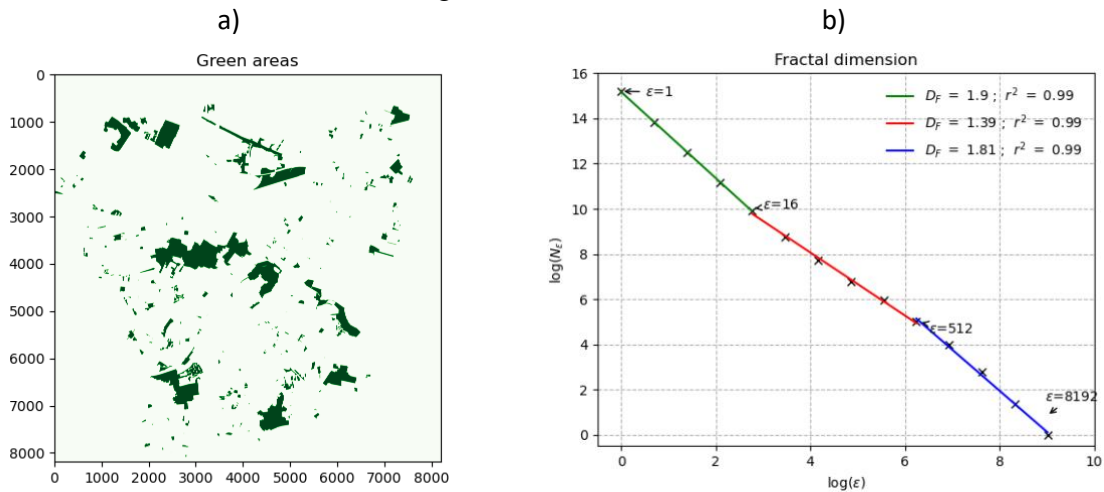 a)
b)
Green areas
0
1000
2000
3000
4000
5000
6000
7000
8000
0 1000 2000 3000 4000 5000 6000 7000 8000
Fractal dimension
16
14
12
10
8
6
4
2
0
log(Nε)
ε=1
ε=16
ε=512
ε=8192
D_F = 1.9 ; r² = 0.99
D_F = 1.39 ; r² = 0.99
D_F = 1.81 ; r² = 0.99
0 2 4 6 8 10
log(ε)